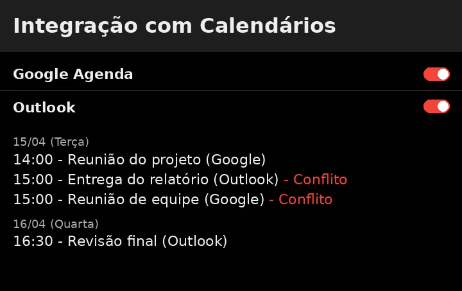 Integração com Calendários
Google Agenda
Outlook
15/04 (Terça)
14:00 - Reunião do projeto (Google)
15:00 - Entrega do relatório (Outlook) - Conflito
15:00 - Reunião de equipe (Google) - Conflito
16/04 (Quarta)
16:30 - Revisão final (Outlook)